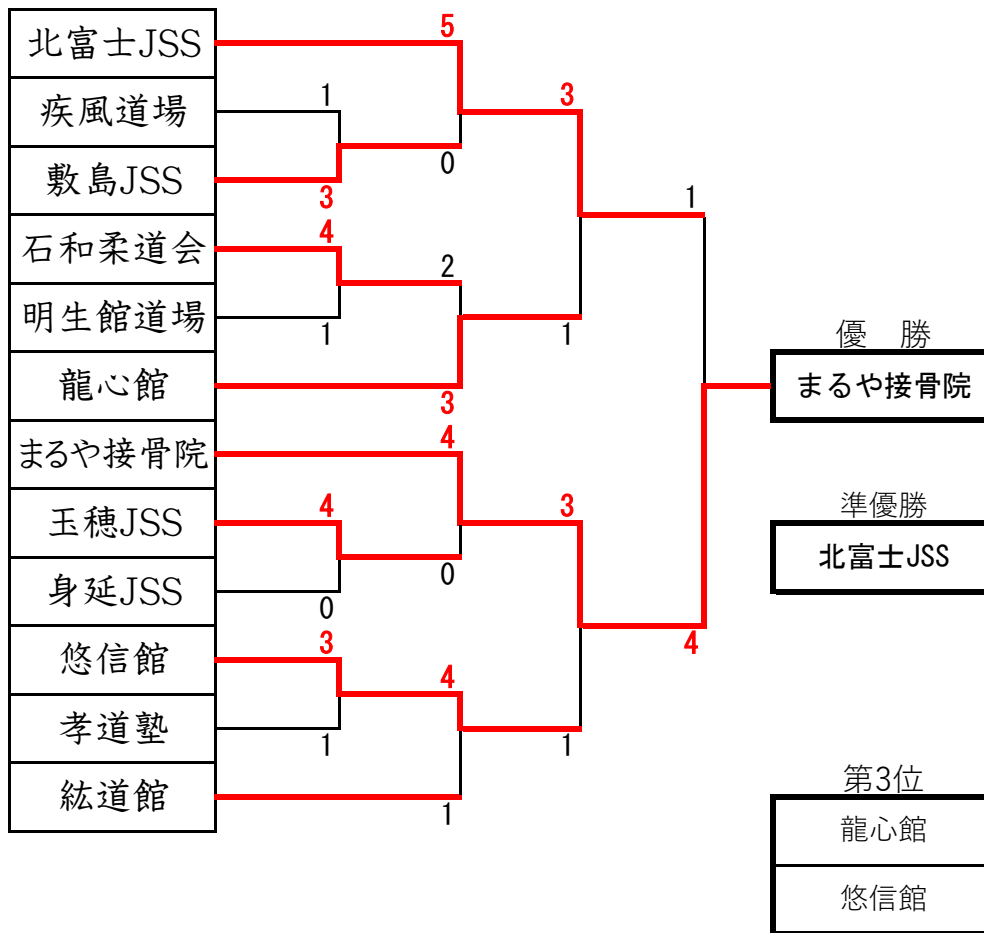 北富士JSS
5
疾風道場
1
3
敷島JSS
0
3
石和柔道会
4
1
2
明生館道場
1
1
優 勝
龍心館
まるや接骨院
3
まるや接骨院
4
玉穂JSS
4
3
準優勝
北富士JSS
身延JSS
0
0
悠信館
3
4
4
孝道塾
1
1
紘道館
1
第3位
龍心館
悠信館